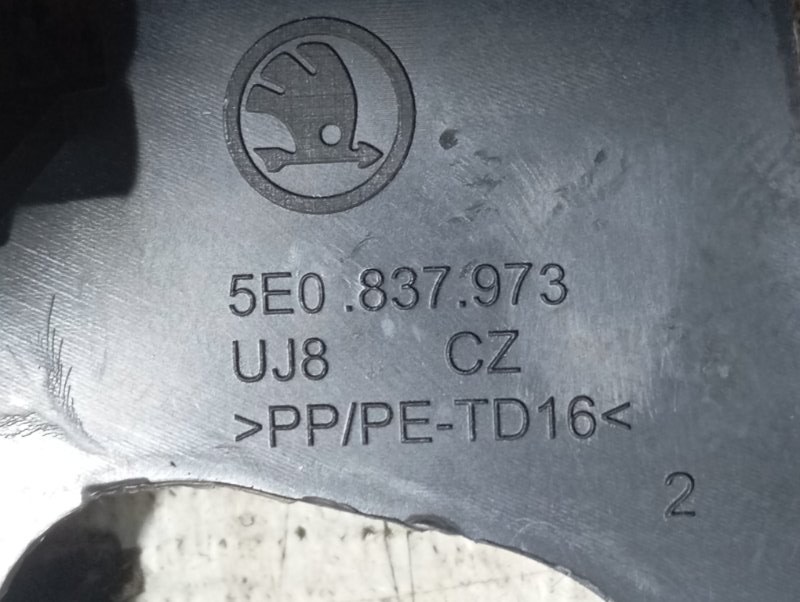 5E0.837.973
UJ8 CZ
>PP/PE-TD16<
2